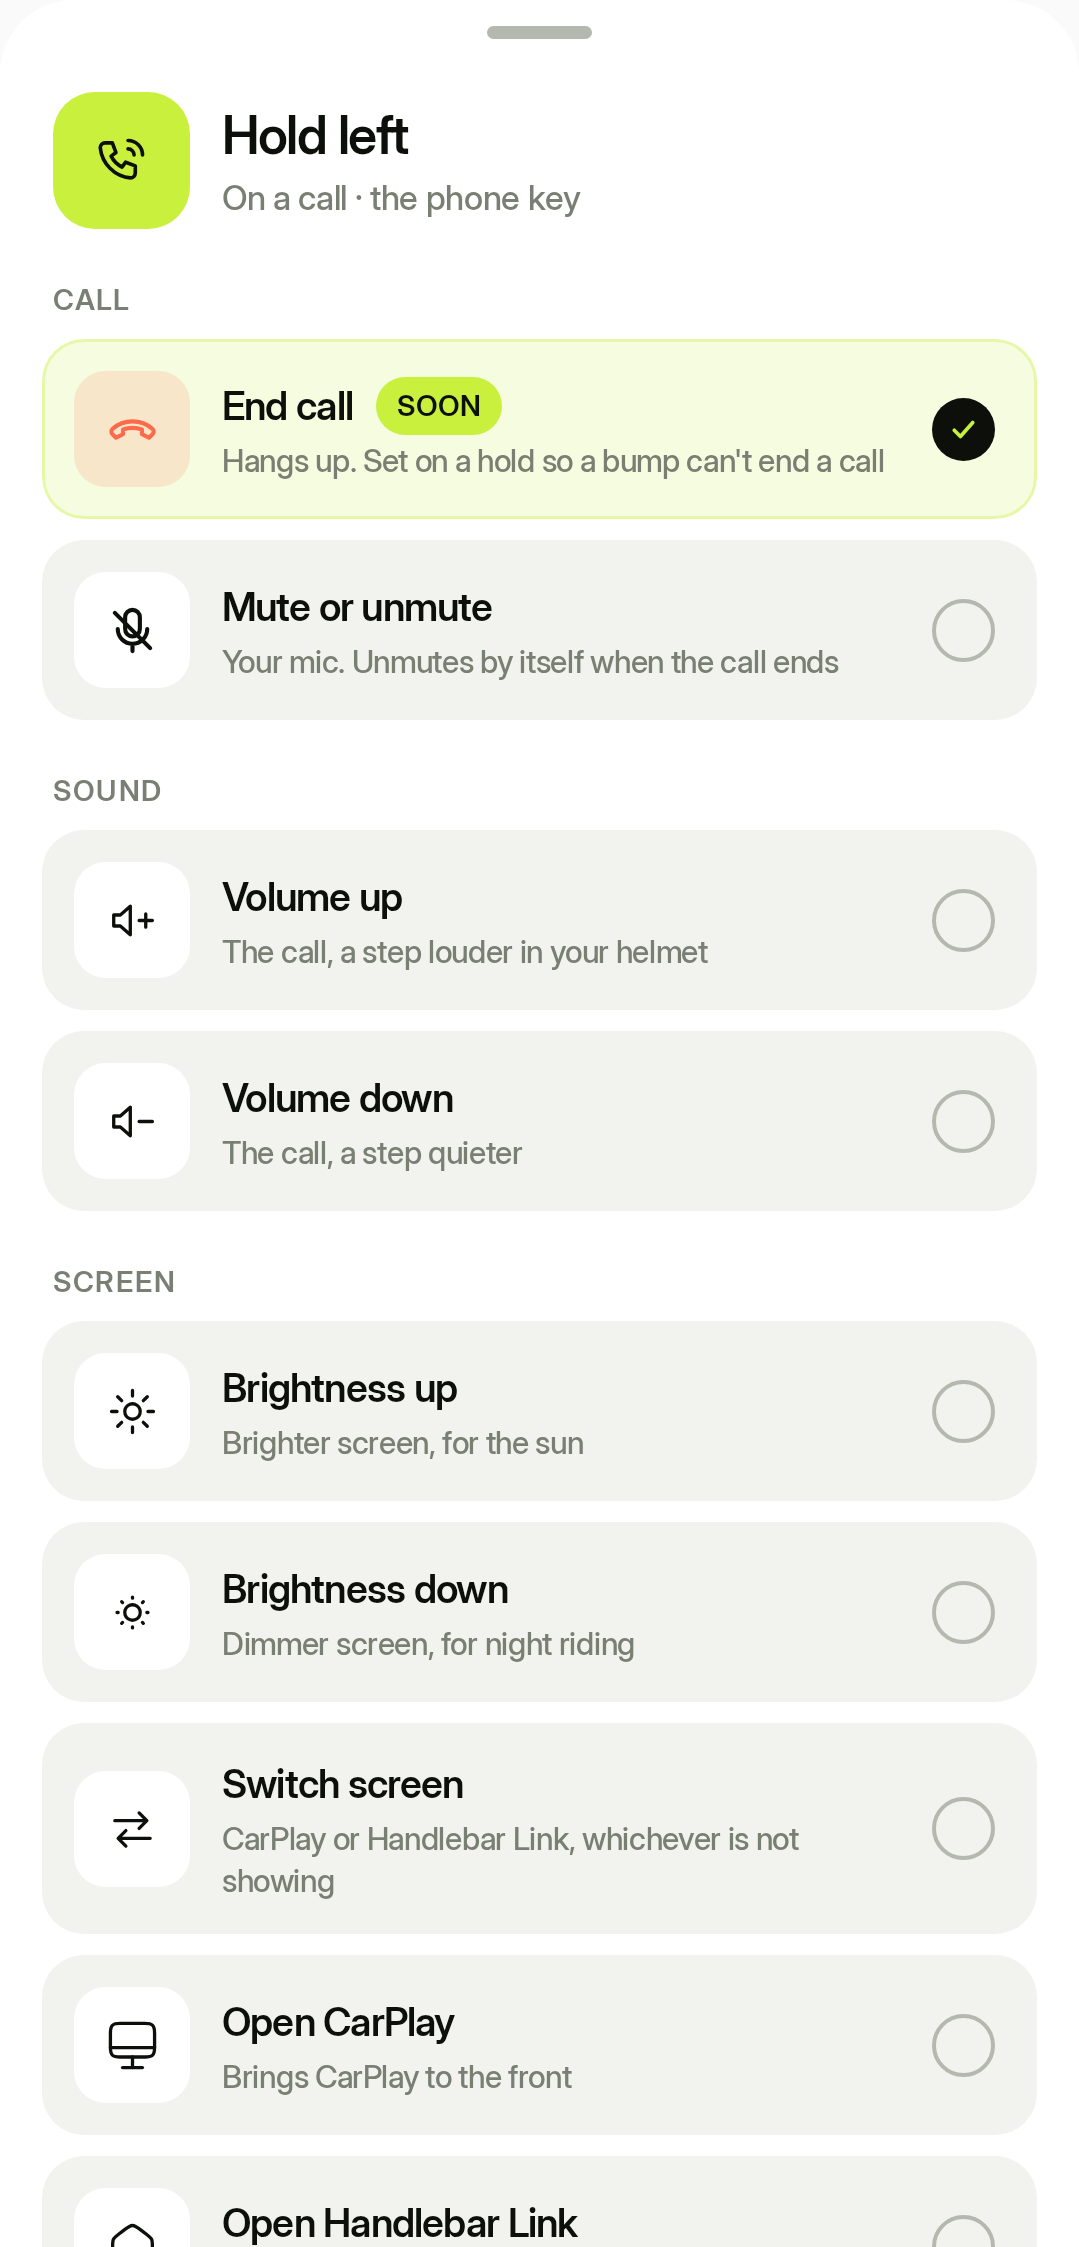 Hold left
On a call · the phone key
CALL
End call SOON
Hangs up. Set on a hold so a bump can't end a call
Mute or unmute
Your mic. Unmutes by itself when the call ends
SOUND
Volume up
The call, a step louder in your helmet
Volume down
The call, a step quieter
SCREEN
Brightness up
Brighter screen, for the sun
Brightness down
Dimmer screen, for night riding
Switch screen
CarPlay or Handlebar Link, whichever is not
showing
Open CarPlay
Brings CarPlay to the front
Open Handlebar Link